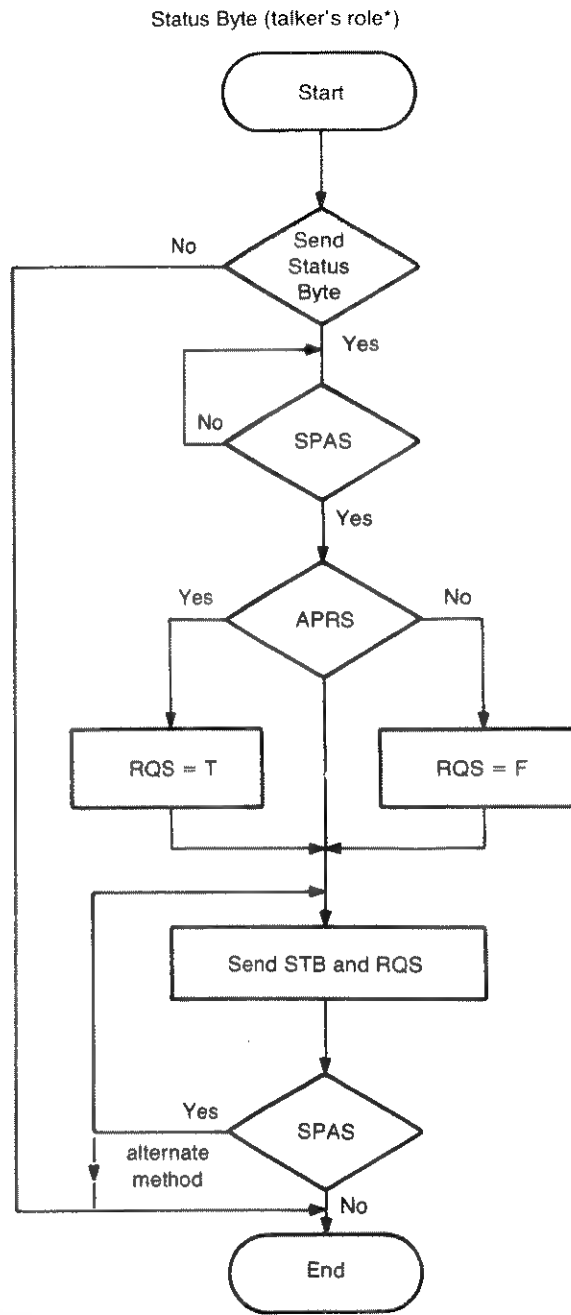 Status Byte (talker's role*)
Start
No
Send
Status
Byte
Yes
No
SPAS
Yes
Yes
APRS
No
RQS = T
RQS = F
Send STB and RQS
Yes
SPAS
alternate
method
No
End